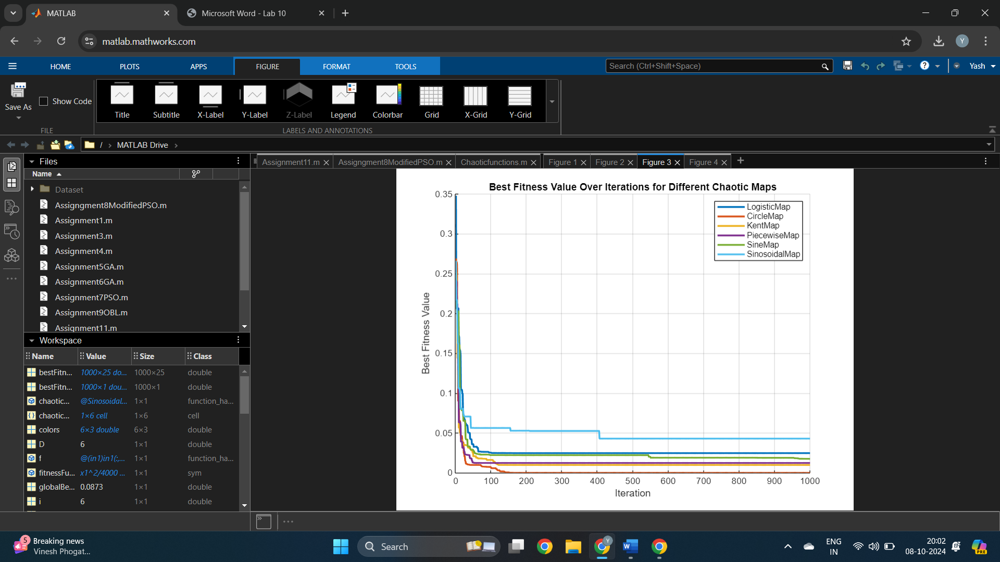 MATLAB
Microsoft Word - Lab 10
matlab.mathworks.com
Y
HOME PLOTS APPS FIGURE FORMAT TOOLS
Search (Ctrl+Shift+Space)
? Yash
Save As
Show Code
Title Subtitle X-Label Y-Label Z-Label Legend Colorbar Grid X-Grid Y-Grid
FILE LABELS AND ANNOTATIONS
/ › MATLAB Drive ›
Files
Name
Dataset
Assigngment8ModifiedPSO.m
Assignment1.m
Assignment3.m
Assignment4.m
Assignment5GA.m
Assignment6GA.m
Assignment7PSO.m
Assignment9OBL.m
Assignment11.m
Workspace
Name Value Size Class
bestFitn... 1000×25 do... 1000×25 double
bestFitn... 1000×1 dou... 1000×1 double
chaotic... @Sinosoidal... 1×1 function_ha...
chaotic... 1×6 cell 1×6 cell
colors 6×3 double 6×3 double
D 6 1×1 double
f @(in1)in1(:,... 1×1 function_ha...
fitnessFu... x1^2/4000 ... 1×1 sym
globalBe... 0.0873 1×1 double
i 6 1×1 double
Assignment11.m Assigngment8ModifiedPSO.m Chaoticfunctions.m Figure 1 Figure 2 Figure 3 Figure 4
Best Fitness Value Over Iterations for Different Chaotic Maps
LogisticMap
CircleMap
KentMap
PiecewiseMap
SineMap
SinosoidalMap
Best Fitness Value
0.35
0.3
0.25
0.2
0.15
0.1
0.05
0
0 100 200 300 400 500 600 700 800 900 1000
Iteration
5
Breaking news
Vinesh Phogat...
Search
Y
W
ENG
IN
20:02
08-10-2024
PRE